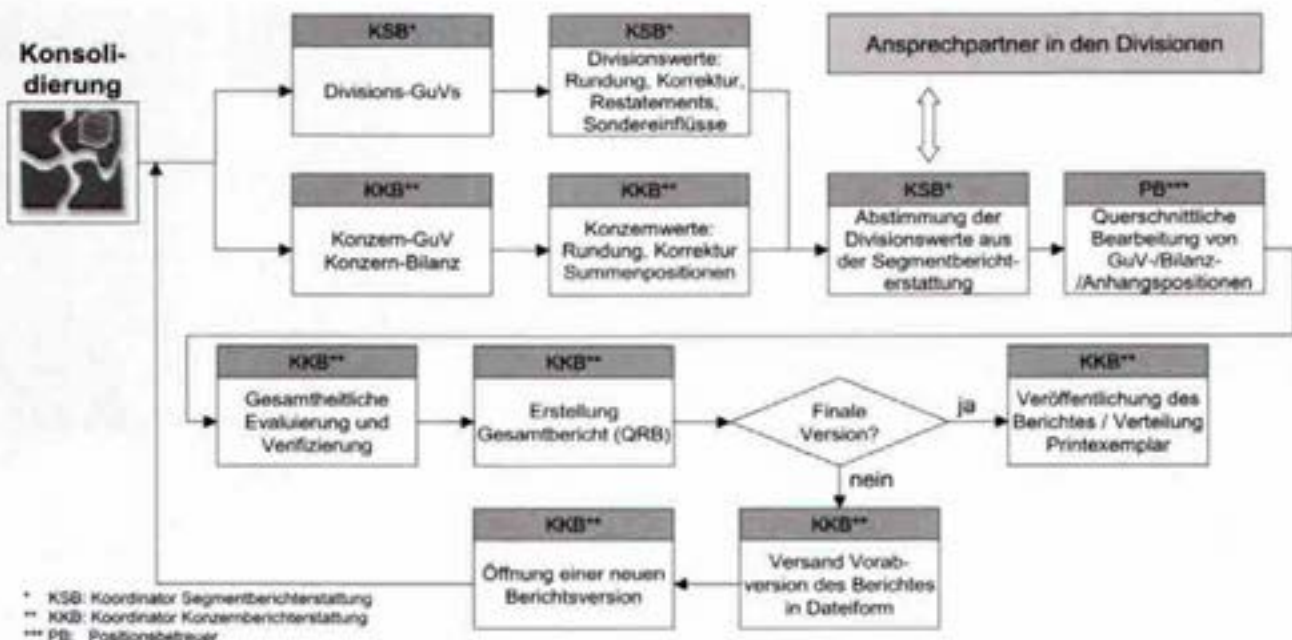 Konsoli-
dierung
KSB*
Divisions-GuVs
KSB*
Divisionswerte:
Rundung, Korrektur,
Restatements,
Sondereinflüsse
Ansprechpartner in den Divisionen
KKB**
Konzern-GuV
Konzern-Bilanz
KKB**
Konzernwerte:
Rundung, Korrektur
Summenpositionen
KSB*
Abstimmung der
Divisionswerte aus
der Segmentbericht-
erstattung
PB***
Querschnittliche
Bearbeitung von
GuV-/Bilanz-
/Anhangspositionen
KKB**
Gesamtheitliche
Evaluierung und
Verifizierung
KKB**
Erstellung
Gesamtbericht (QRB)
Finale
Version?
ja
KKB**
Veröffentlichung des
Berichtes / Verteilung
Printexemplar
nein
KKB**
Versand Vorab-
version des Berichtes
in Dateiform
KKB**
Öffnung einer neuen
Berichtsversion
* KSB: Koordinator Segmentberichterstattung
** KKB: Koordinator Konzernberichterstattung
*** PB: Positionsbetreuer